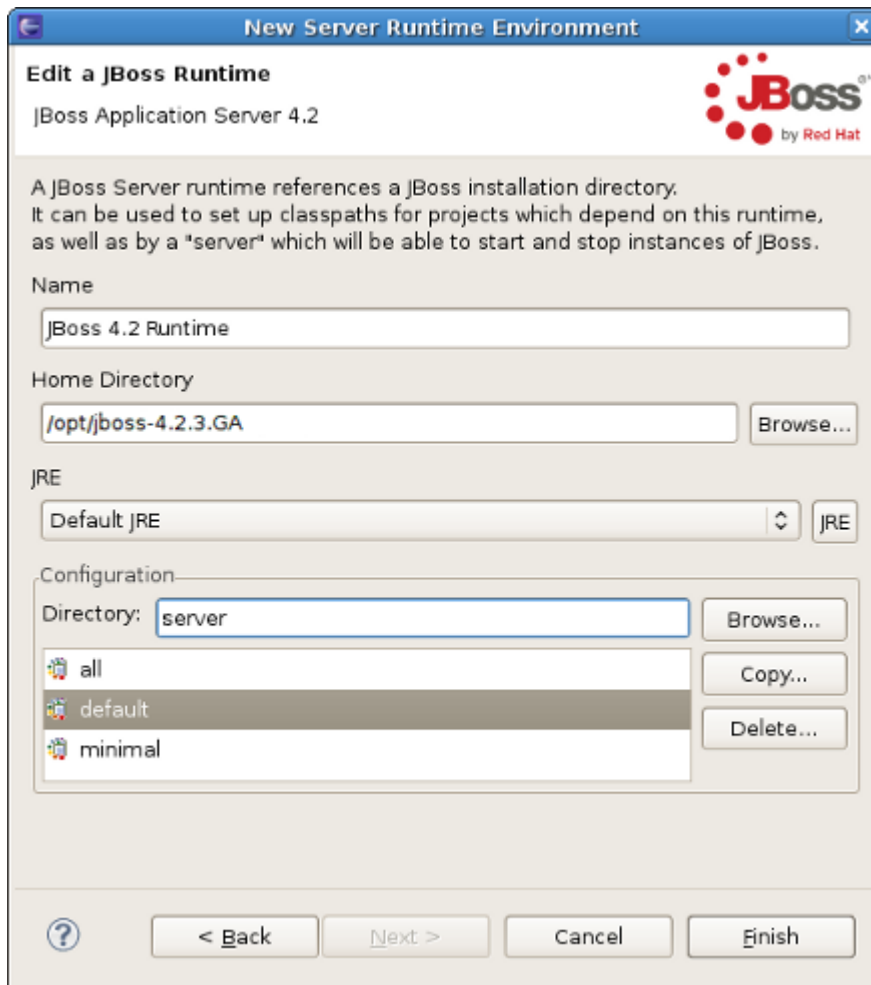 New Server Runtime Environment
Edit a JBoss Runtime
JBoss Application Server 4.2
JBoss
by Red Hat
A JBoss Server runtime references a JBoss installation directory.
It can be used to set up classpaths for projects which depend on this runtime,
as well as by a "server" which will be able to start and stop instances of JBoss.
Name
JBoss 4.2 Runtime
Home Directory
/opt/jboss-4.2.3.GA
Browse...
JRE
Default JRE
JRE
Configuration
Directory:
server
Browse...
all
Copy...
default
Delete...
minimal
?
< Back
Next >
Cancel
Finish